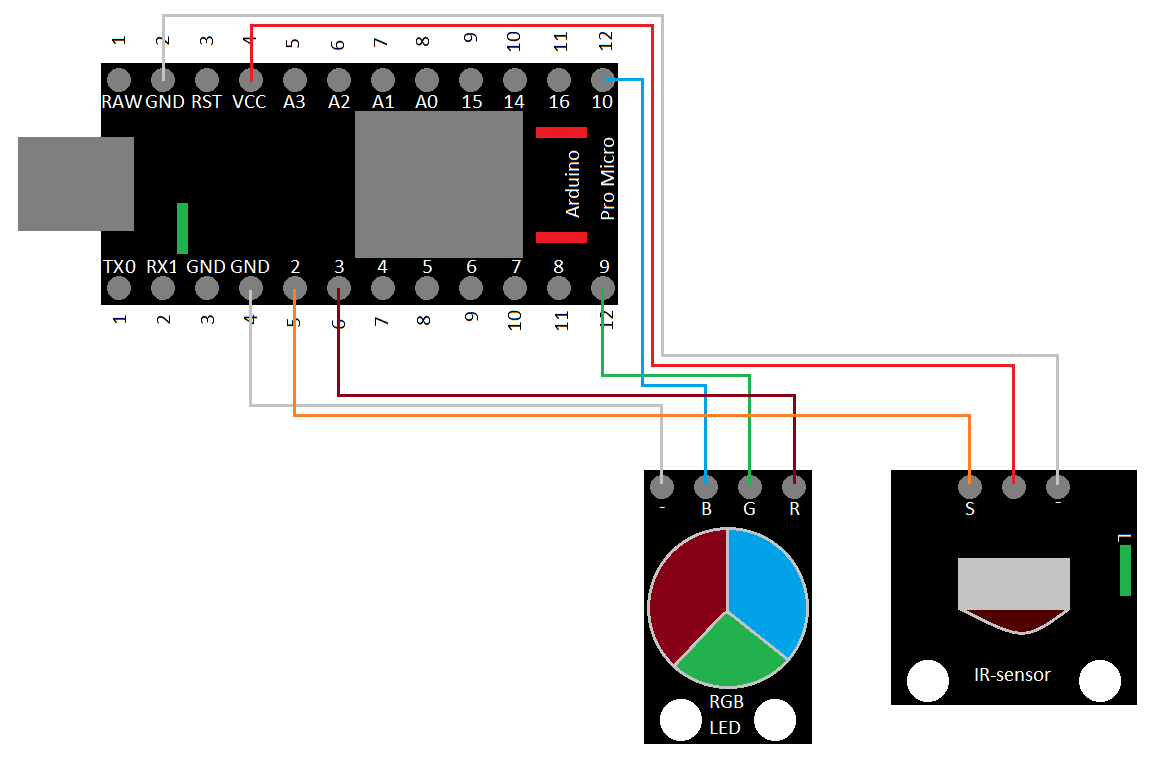 1 2 3 4 5 6 7 8 9 10 11 12
RAW GND RST VCC A3 A2 A1 A0 15 14 16 10
Arduino
Pro Micro
TX0 RX1 GND GND 2 3 4 5 6 7 8 9
1 2 3 4 5 6 7 8 9 10 11 12
- B G R
S -
L
IR-sensor
RGB
LED